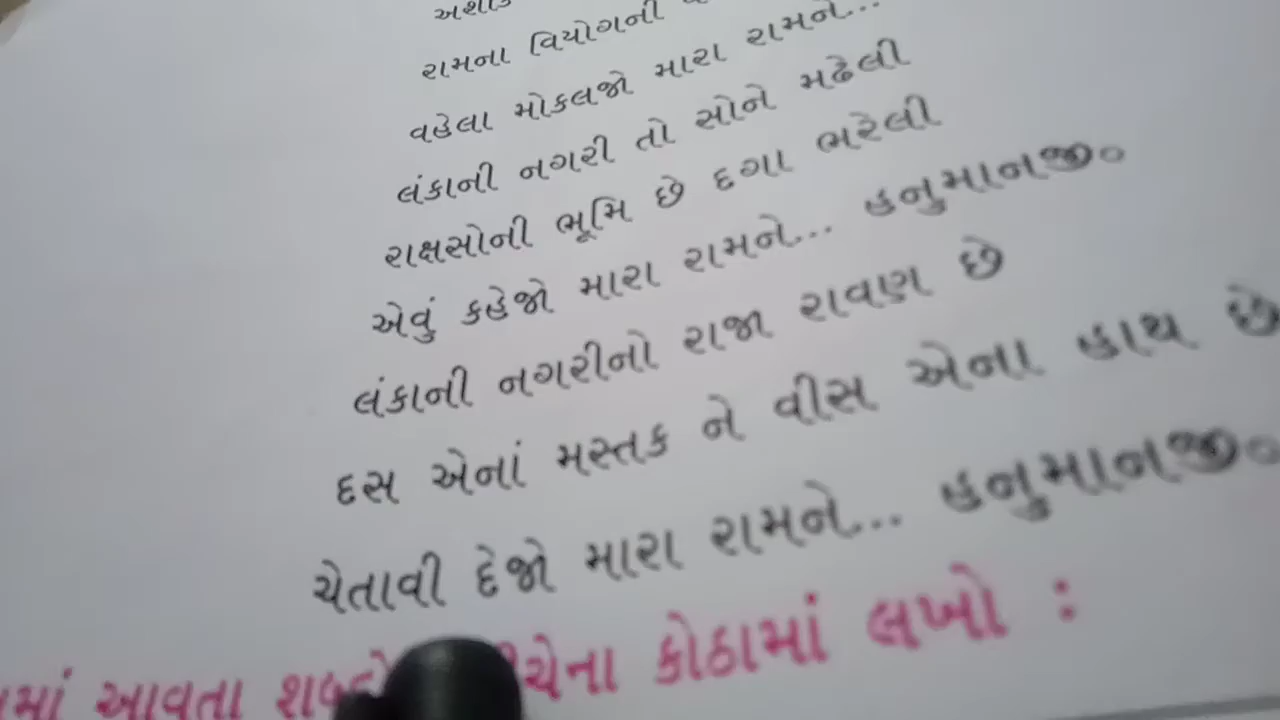 રામના વિયોગની
વહેલા મોકલજો મારા રામને...
લંકાની નગરી તો સોને મઢેલી
રાક્ષસોની ભૂમિ છે દગા ભરેલી
એવું કહેજો મારા રામને... હનુમાનજી૦
લંકાની નગરીનો રાજા રાવણ છે
દસ એનાં મસ્તક ને વીસ એના હાથ છે
ચેતાવી દેજો મારા રામને... હનુમાનજી૦
આવતા કોઠામાં લખો :